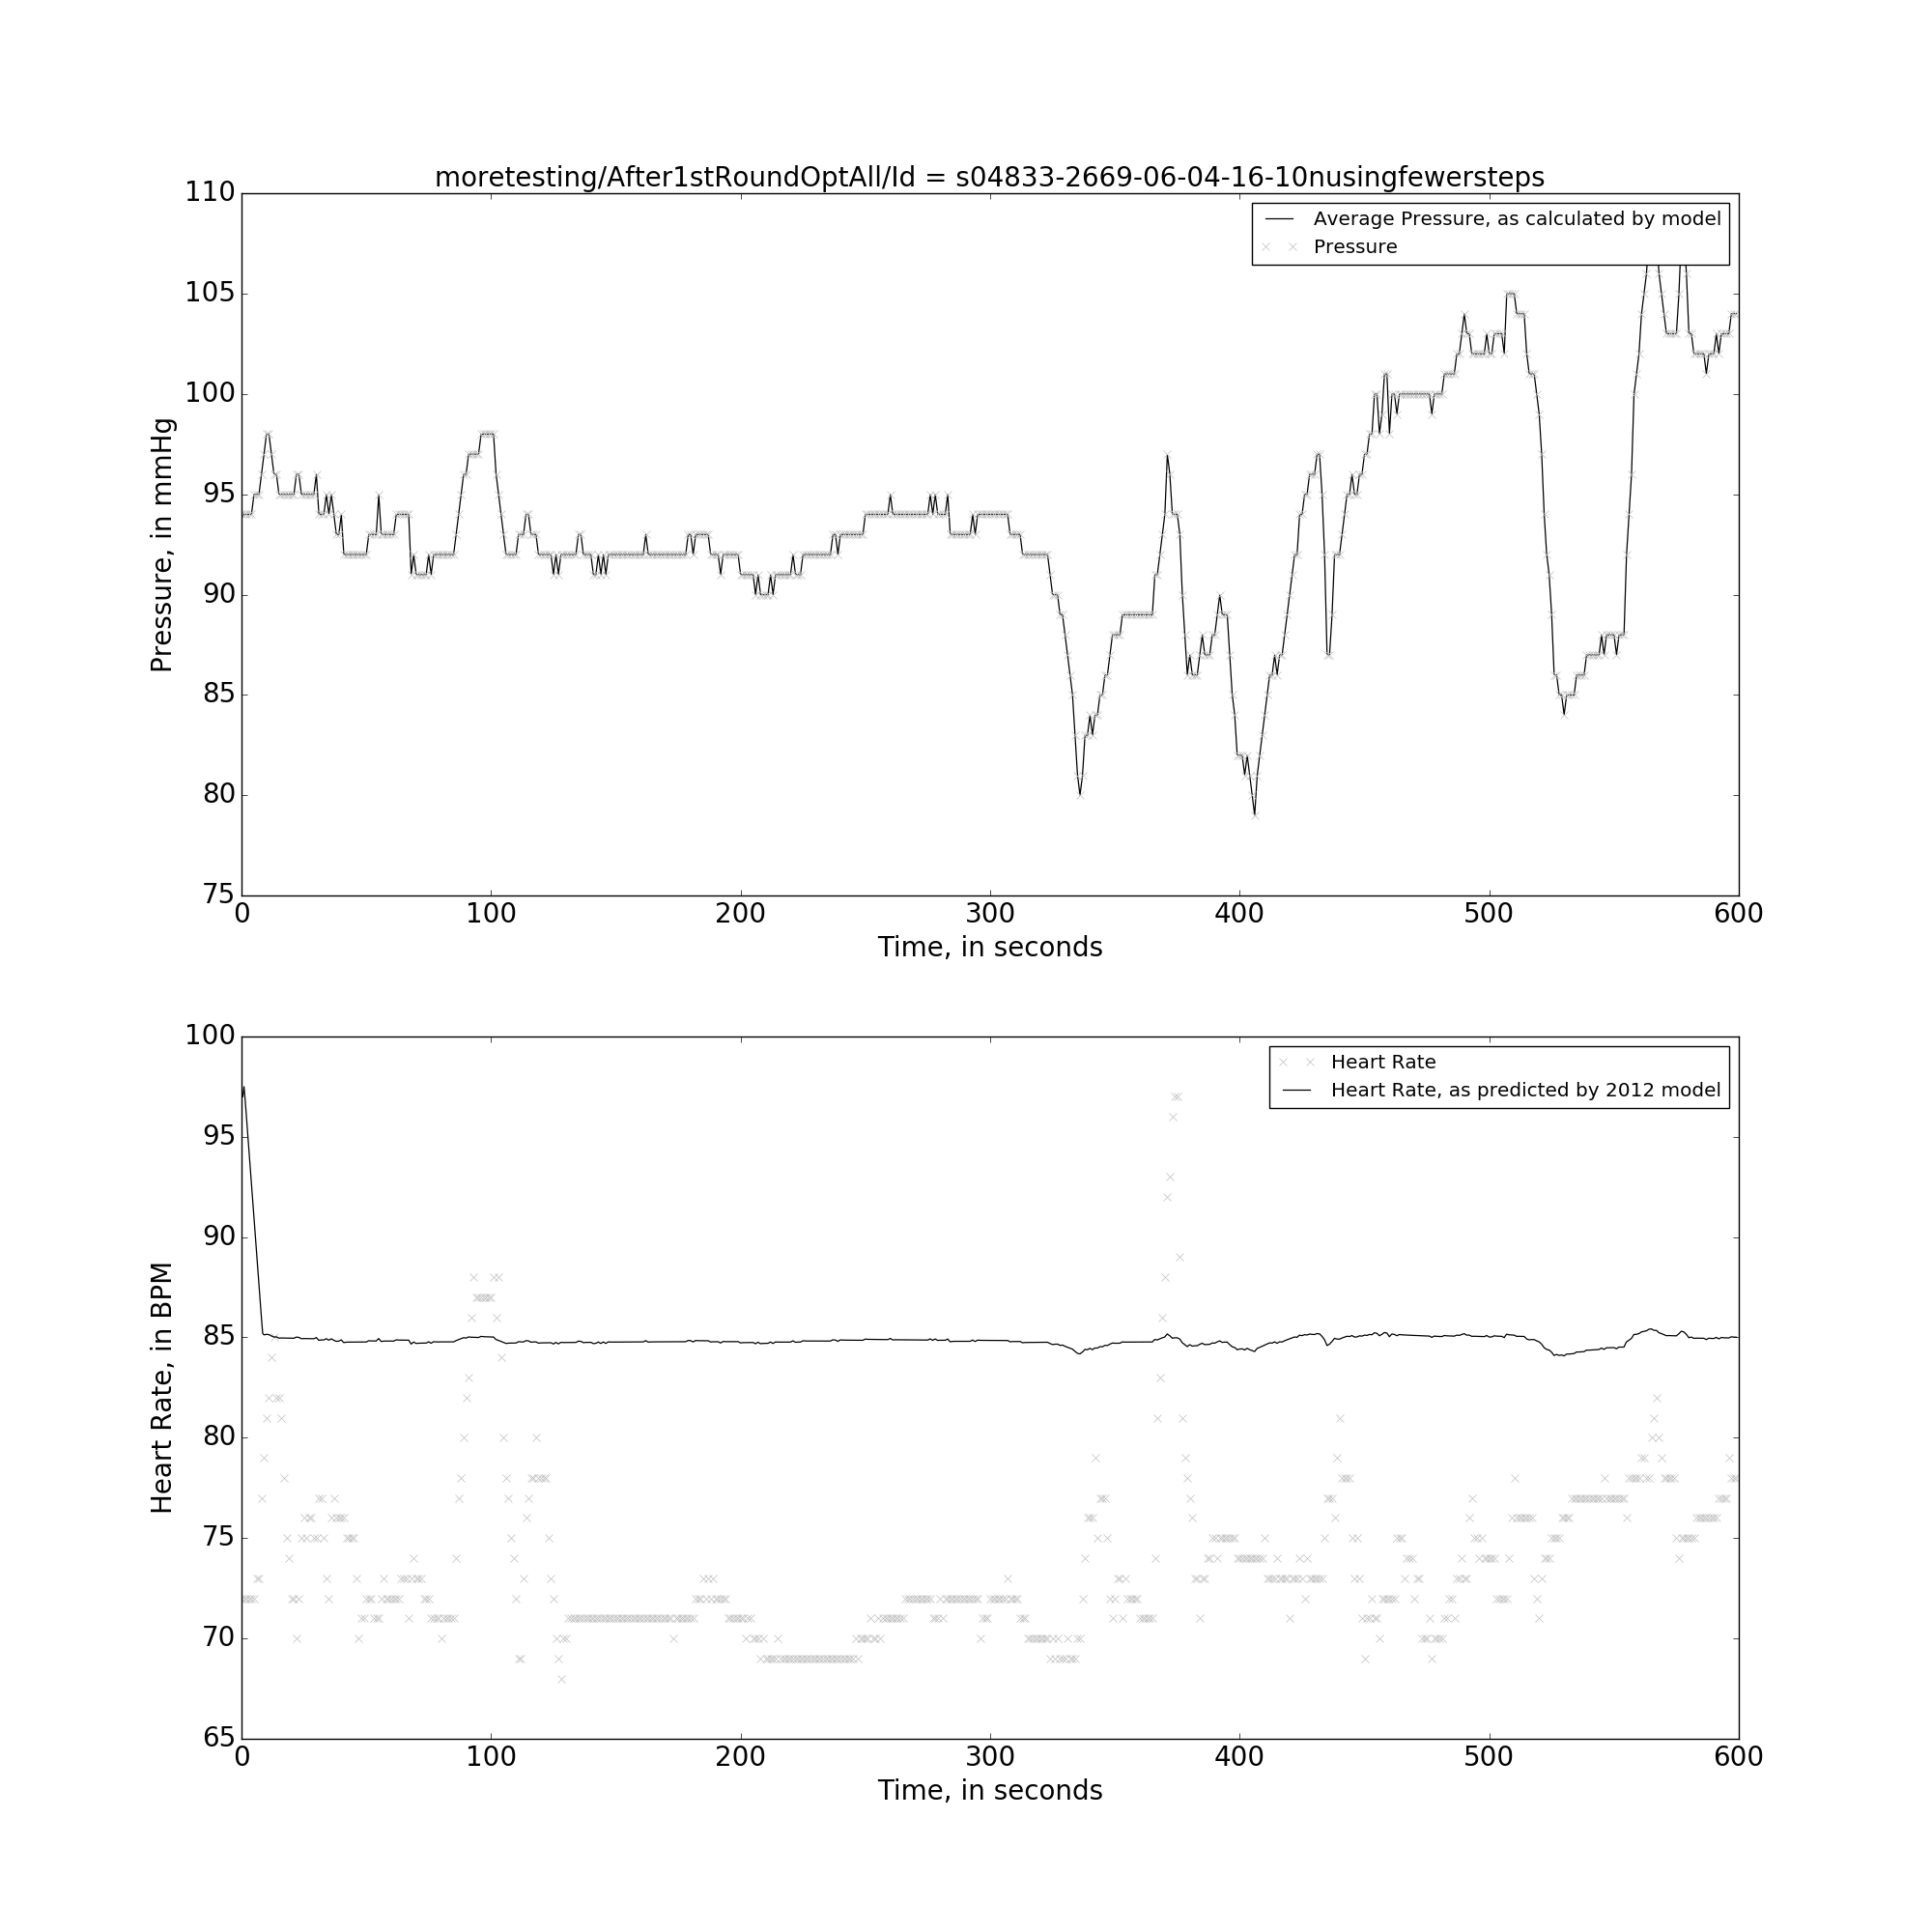 moretesting/After1stRoundOptAll/Id = s04833-2669-06-04-16-10nusingfewersteps
110
105
100
95
90
85
80
75
Pressure, in mmHg
Average Pressure, as calculated by model
Pressure
0 100 200 300 400 500 600
Time, in seconds
100
95
90
85
80
75
70
65
Heart Rate, in BPM
Heart Rate
Heart Rate, as predicted by 2012 model
0 100 200 300 400 500 600
Time, in seconds